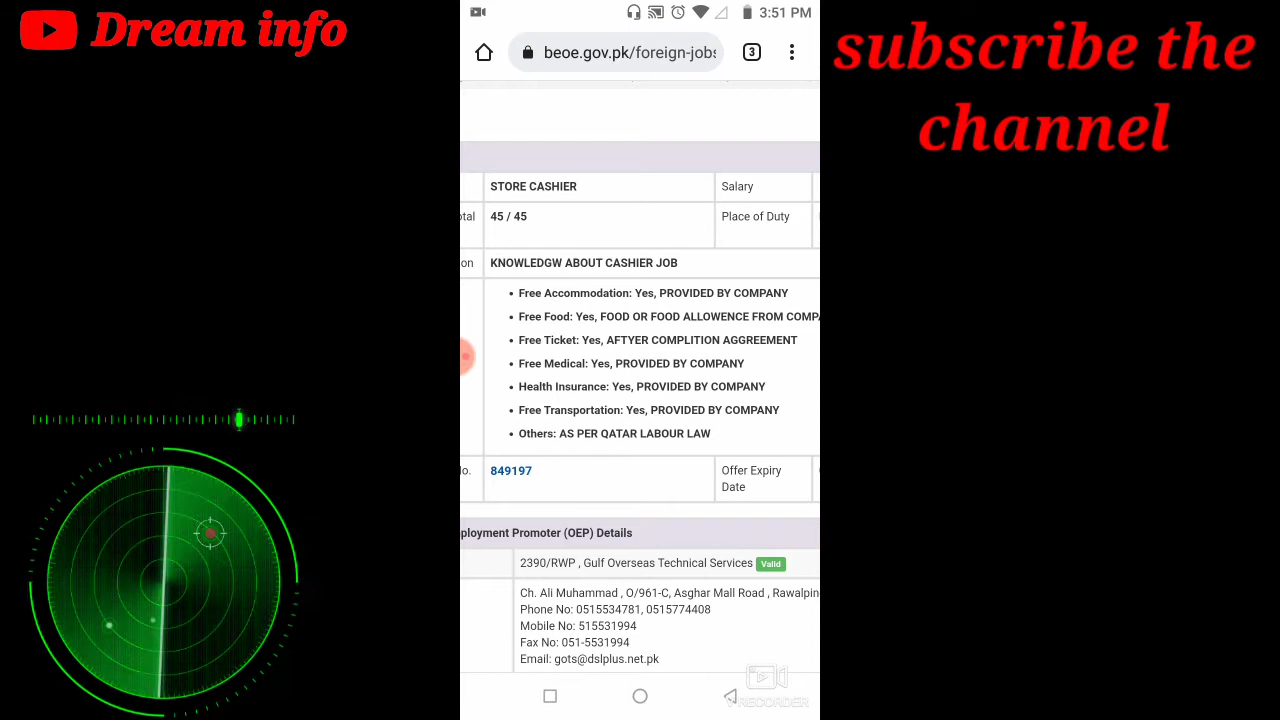 Dream info
subscribe the
channel
3:51 PM
beoe.gov.pk/foreign-jobs
3
STORE CASHIER
Salary
otal
45 / 45
Place of Duty
on
KNOWLEDGW ABOUT CASHIER JOB
• Free Accommodation: Yes, PROVIDED BY COMPANY
• Free Food: Yes, FOOD OR FOOD ALLOWENCE FROM COMPA
• Free Ticket: Yes, AFTYER COMPLITION AGGREEMENT
• Free Medical: Yes, PROVIDED BY COMPANY
• Health Insurance: Yes, PROVIDED BY COMPANY
• Free Transportation: Yes, PROVIDED BY COMPANY
• Others: AS PER QATAR LABOUR LAW
lo.
849197
Offer Expiry
Date
ployment Promoter (OEP) Details
2390/RWP , Gulf Overseas Technical Services Valid
Ch. Ali Muhammad , O/961-C, Asghar Mall Road , Rawalpin
Phone No: 0515534781, 0515774408
Mobile No: 515531994
Fax No: 051-5531994
Email: gots@dslplus.net.pk
V RECORDER